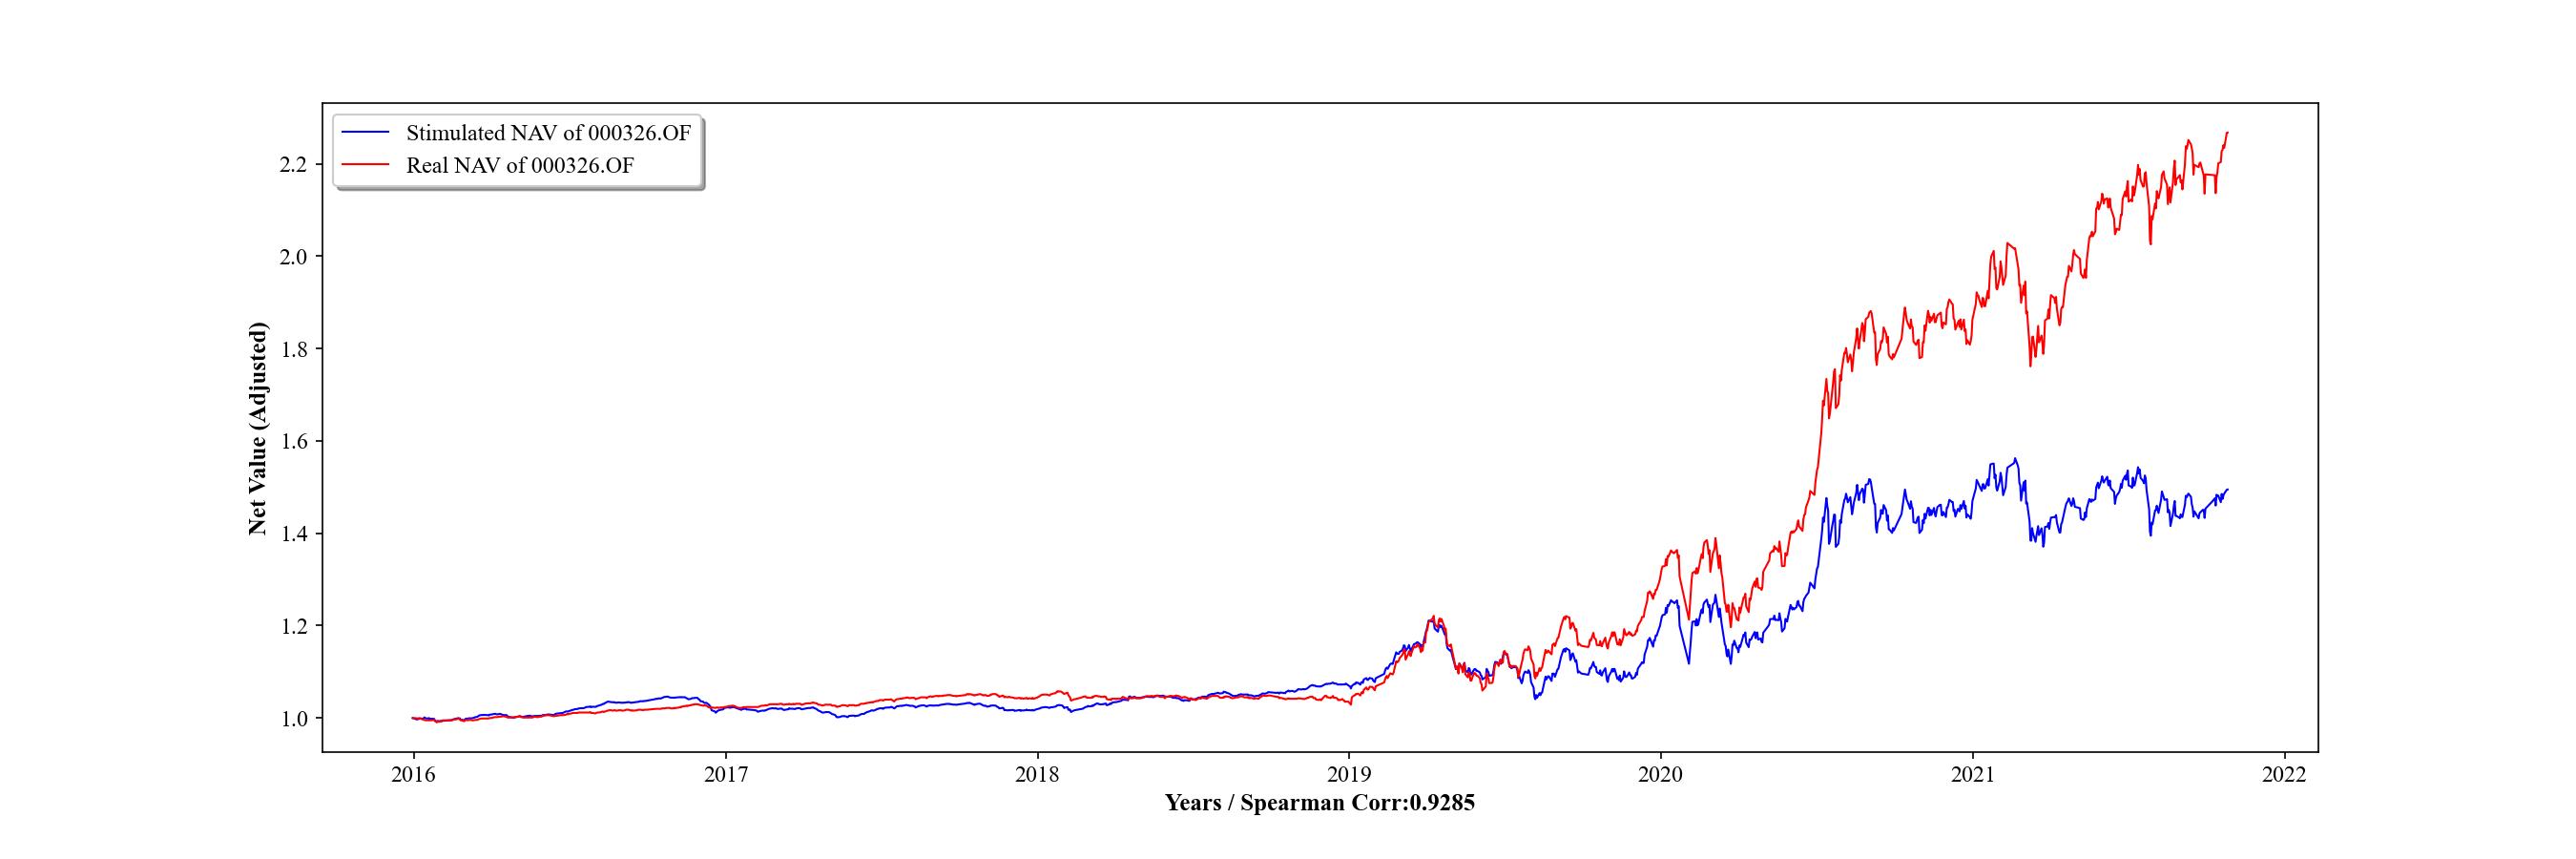 Stimulated NAV of 000326.OF
Real NAV of 000326.OF
2.2
2.0
1.8
1.6
1.4
1.2
1.0
Net Value (Adjusted)
2016 2017 2018 2019 2020 2021 2022
Years / Spearman Corr:0.9285